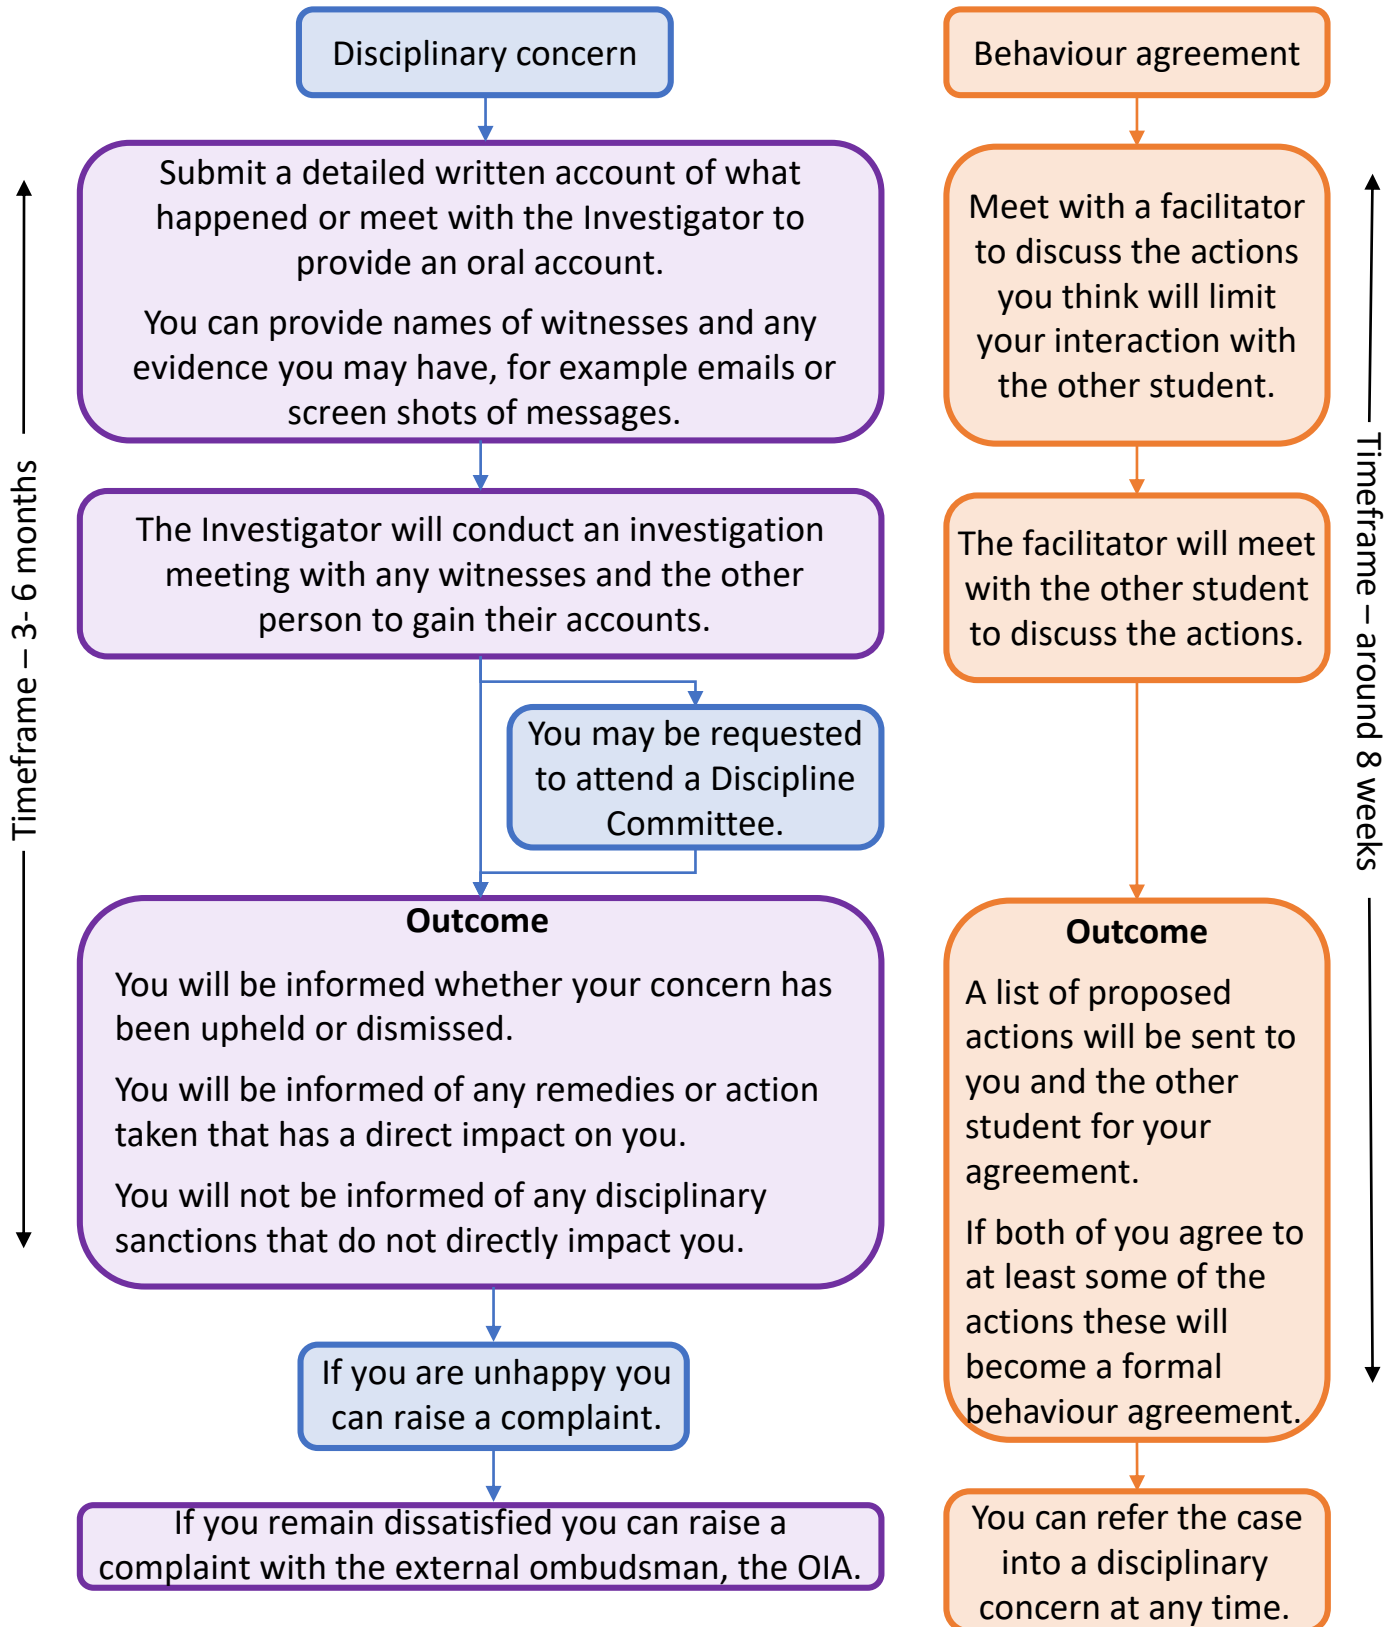 Disciplinary concern
Submit a detailed written account of what
happened or meet with the Investigator to
provide an oral account.
You can provide names of witnesses and any
evidence you may have, for example emails or
screen shots of messages.
The Investigator will conduct an investigation
meeting with any witnesses and the other
person to gain their accounts.
You may be requested
to attend a Discipline
Committee.
Outcome
You will be informed whether your concern has
been upheld or dismissed.
You will be informed of any remedies or action
taken that has a direct impact on you.
You will not be informed of any disciplinary
sanctions that do not directly impact you.
If you are unhappy you
can raise a complaint.
If you remain dissatisfied you can raise a
complaint with the external ombudsman, the OIA.
Timeframe – 3- 6 months
Behaviour agreement
Meet with a facilitator
to discuss the actions
you think will limit
your interaction with
the other student.
The facilitator will meet
with the other student
to discuss the actions.
Outcome
A list of proposed
actions will be sent to
you and the other
student for your
agreement.
If both of you agree to
at least some of the
actions these will
become a formal
behaviour agreement.
You can refer the case
into a disciplinary
concern at any time.
Timeframe – around 8 weeks